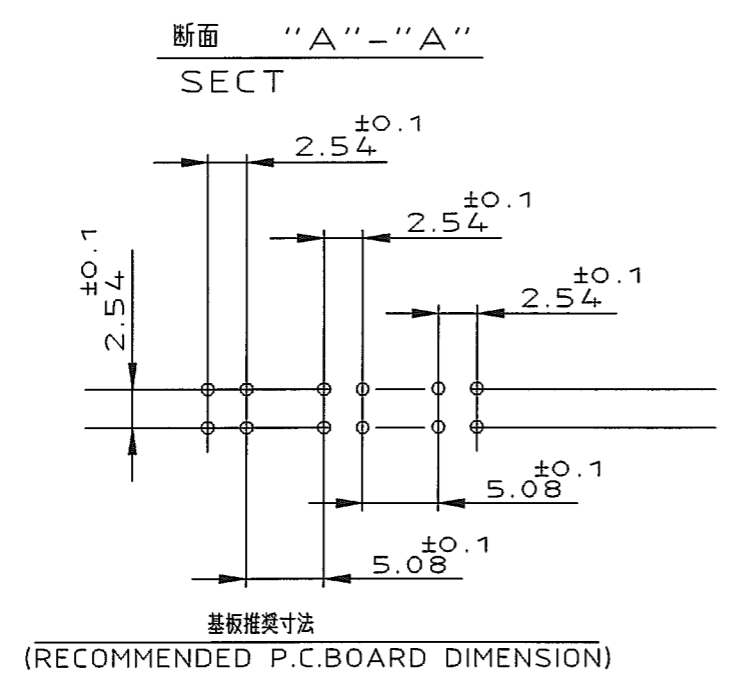 断面 "A"-"A"
SECT
2.54±0.1
2.54±0.1
2.54±0.1
2.54±0.1
5.08±0.1
5.08±0.1
基板推奨寸法
(RECOMMENDED P.C.BOARD DIMENSION)